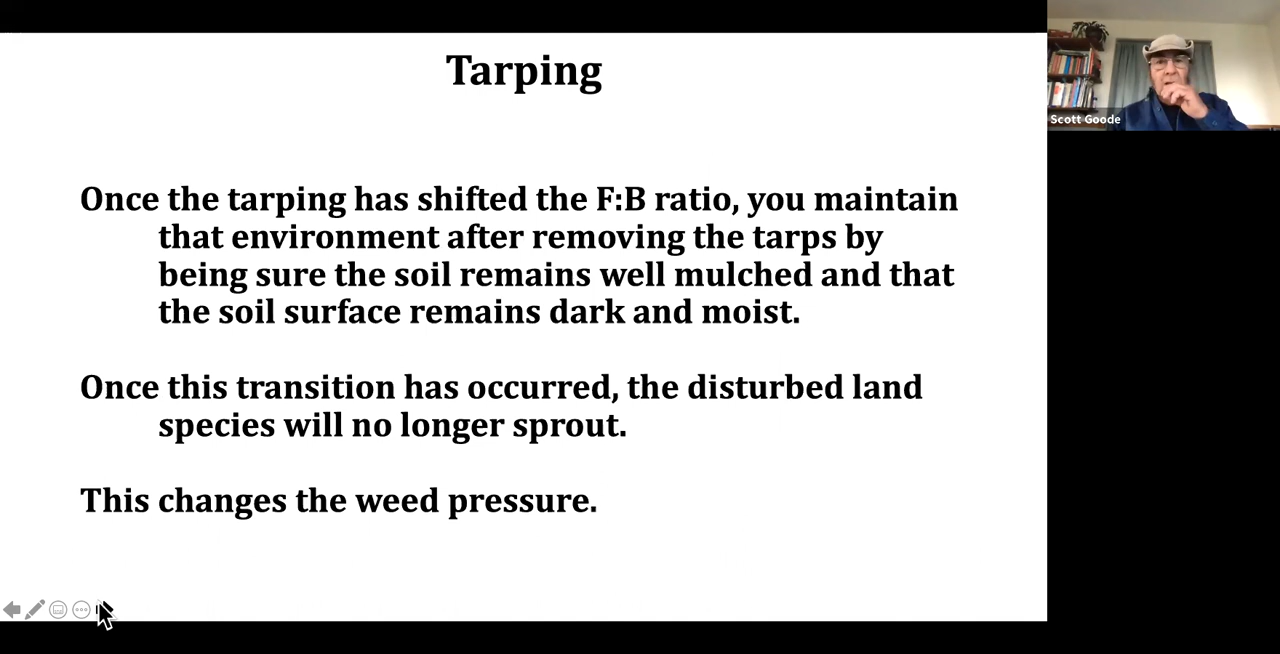 Tarping
Once the tarping has shifted the F:B ratio, you maintain
that environment after removing the tarps by
being sure the soil remains well mulched and that
the soil surface remains dark and moist.
Once this transition has occurred, the disturbed land
species will no longer sprout.
This changes the weed pressure.
Scott Goode